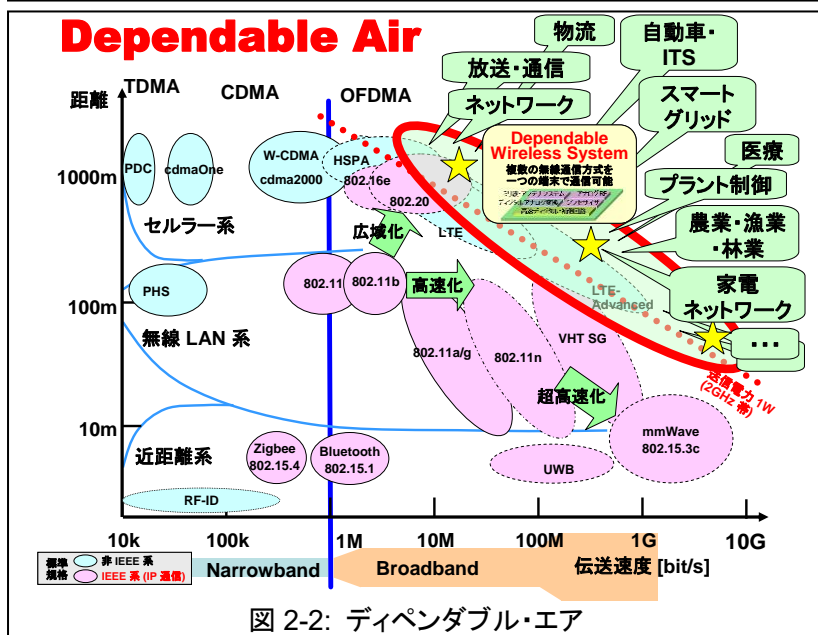 Dependable Air
物流
自動車・
ITS
放送・通信
スマート
グリッド
ネットワーク
医療
プラント制御
農業・漁業
・林業
家電
ネットワーク
・・・
距離
TDMA
CDMA
OFDMA
Dependable
Wireless System
複数の無線通信方式を
一つの端末で通信可能
1000m
100m
10m
PDC
cdmaOne
W-CDMA
cdma2000
HSPA
802.16e
802.20
LTE
セルラー系
広域化
PHS
802.11
802.11b
高速化
LTE-
Advanced
無線 LAN 系
802.11a/g
802.11n
VHT SG
超高速化
送信電力 1W
(2GHz 帯)
近距離系
Zigbee
802.15.4
Bluetooth
802.15.1
UWB
mmWave
802.15.3c
RF-ID
10k
100k
1M
10M
100M
1G
10G
標準
規格
非 IEEE 系
IEEE 系 (IP 通信)
Narrowband
Broadband
伝送速度 [bit/s]
図 2-2: ディペンダブル・エア